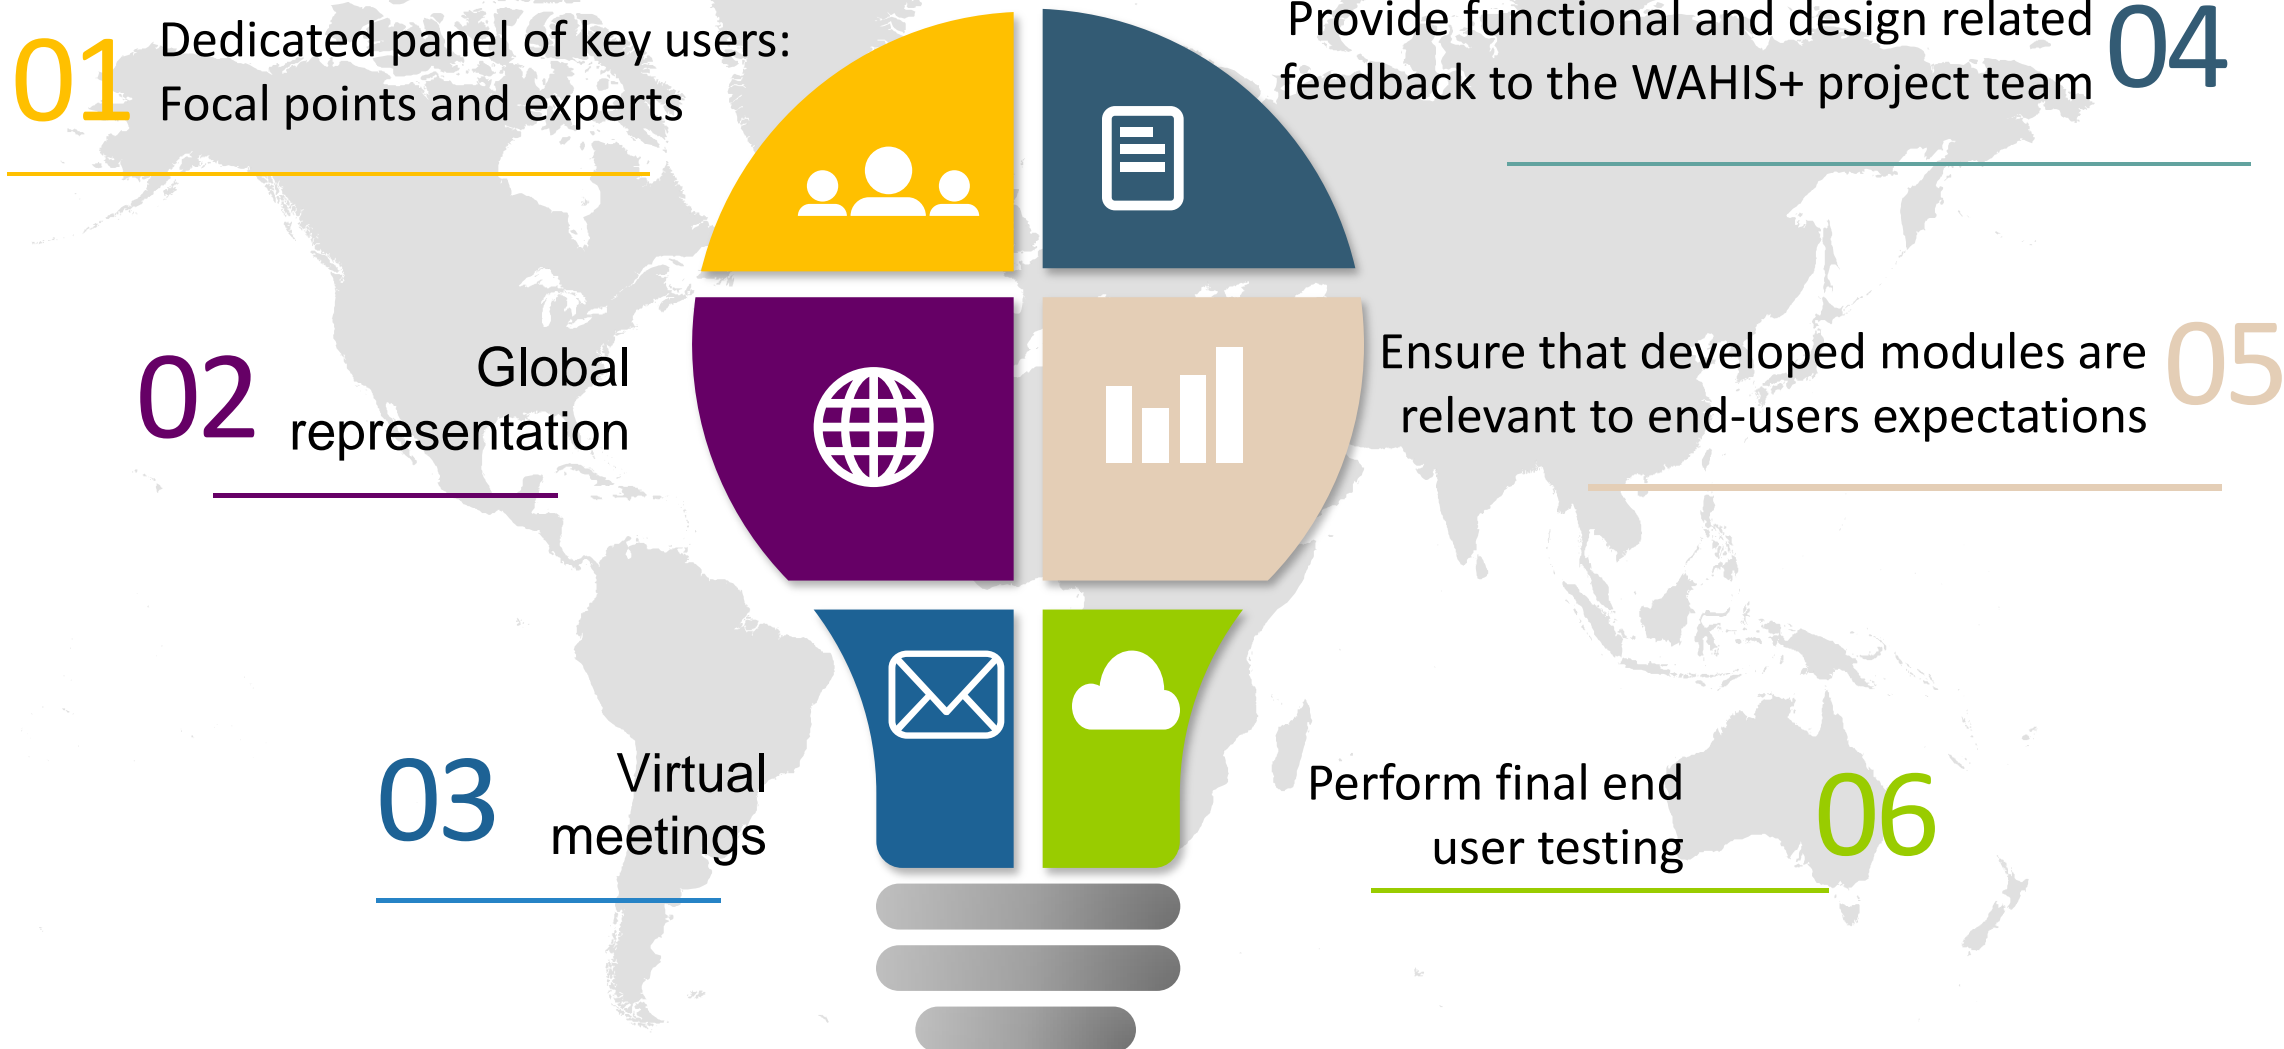 01
Dedicated panel of key users:
Focal points and experts
02
Global
representation
03
Virtual
meetings
Provide functional and design related
feedback to the WAHIS+ project team
04
Ensure that developed modules are
relevant to end-users expectations
05
Perform final end
user testing
06